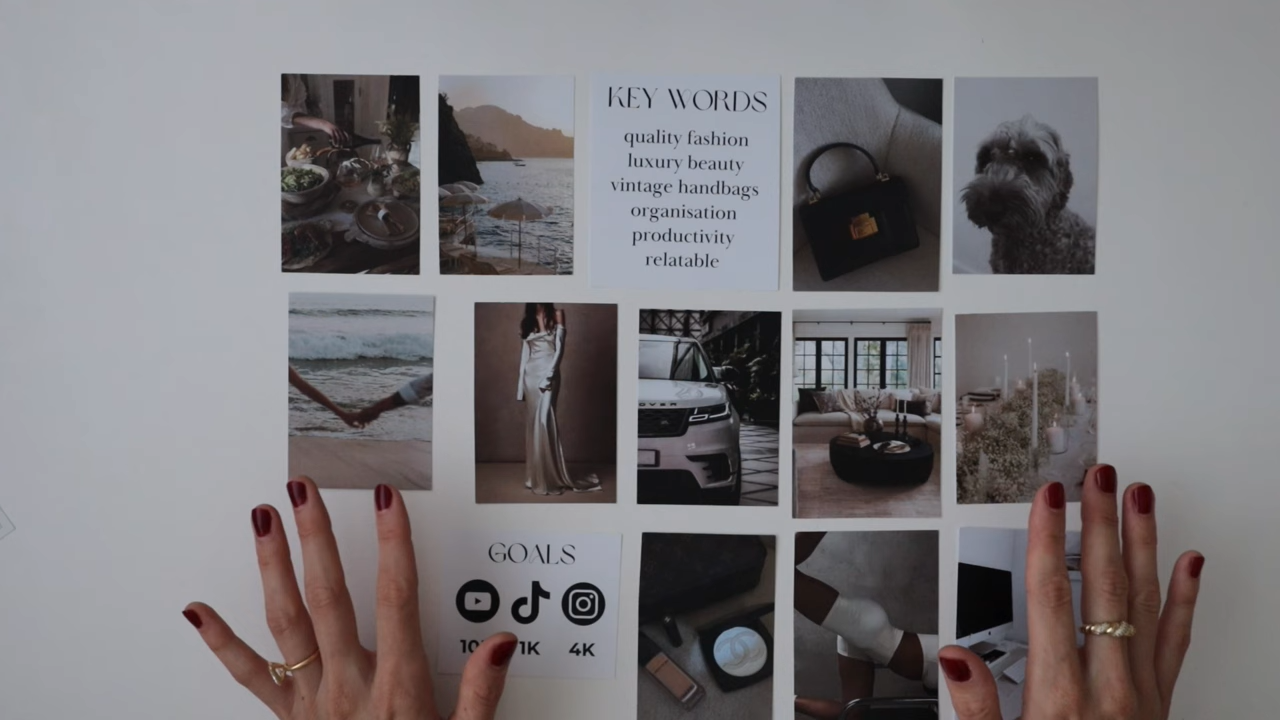 KEY WORDS
quality fashion
luxury beauty
vintage handbags
organisation
productivity
relatable
GOALS
1K 4K